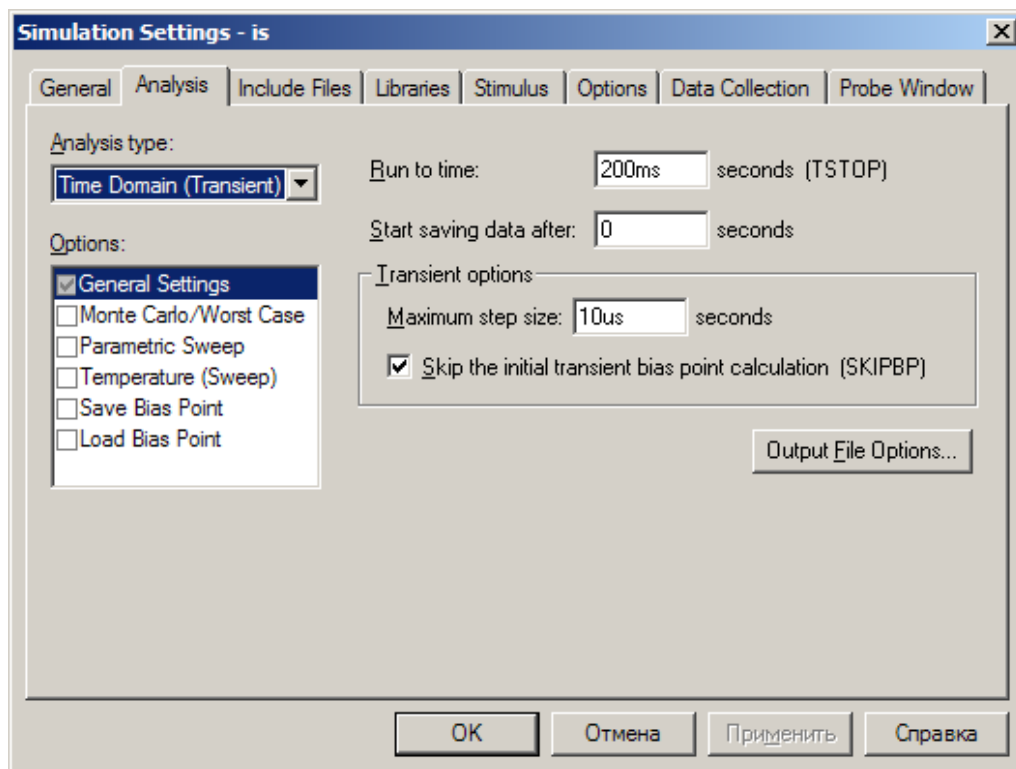 Simulation Settings - is
General Analysis Include Files Libraries Stimulus Options Data Collection Probe Window
Analysis type:
Time Domain (Transient)
Options:
General Settings
Monte Carlo/Worst Case
Parametric Sweep
Temperature (Sweep)
Save Bias Point
Load Bias Point
Run to time: 200ms seconds (TSTOP)
Start saving data after: 0 seconds
Transient options
Maximum step size: 10us seconds
Skip the initial transient bias point calculation (SKIPBP)
Output File Options...
OK Отмена Применить Справка